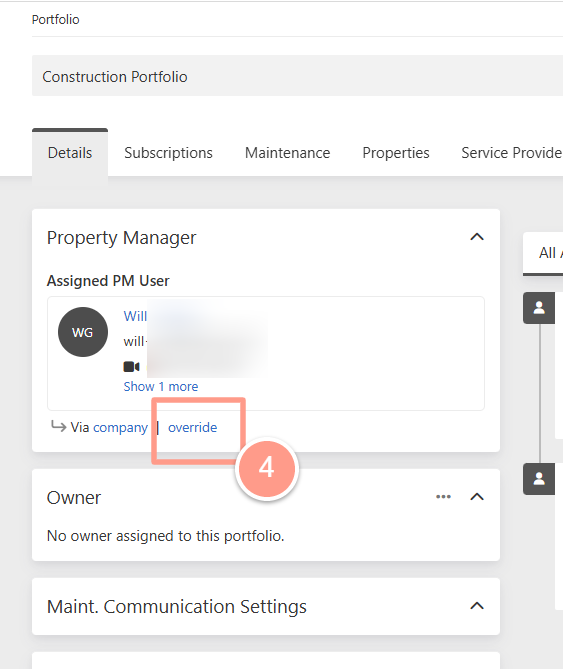 Portfolio
Construction Portfolio
Details Subscriptions Maintenance Properties Service Provide
Property Manager
All
Assigned PM User
WG
Will
will
Show 1 more
Via company | override
4
Owner
No owner assigned to this portfolio.
Maint. Communication Settings